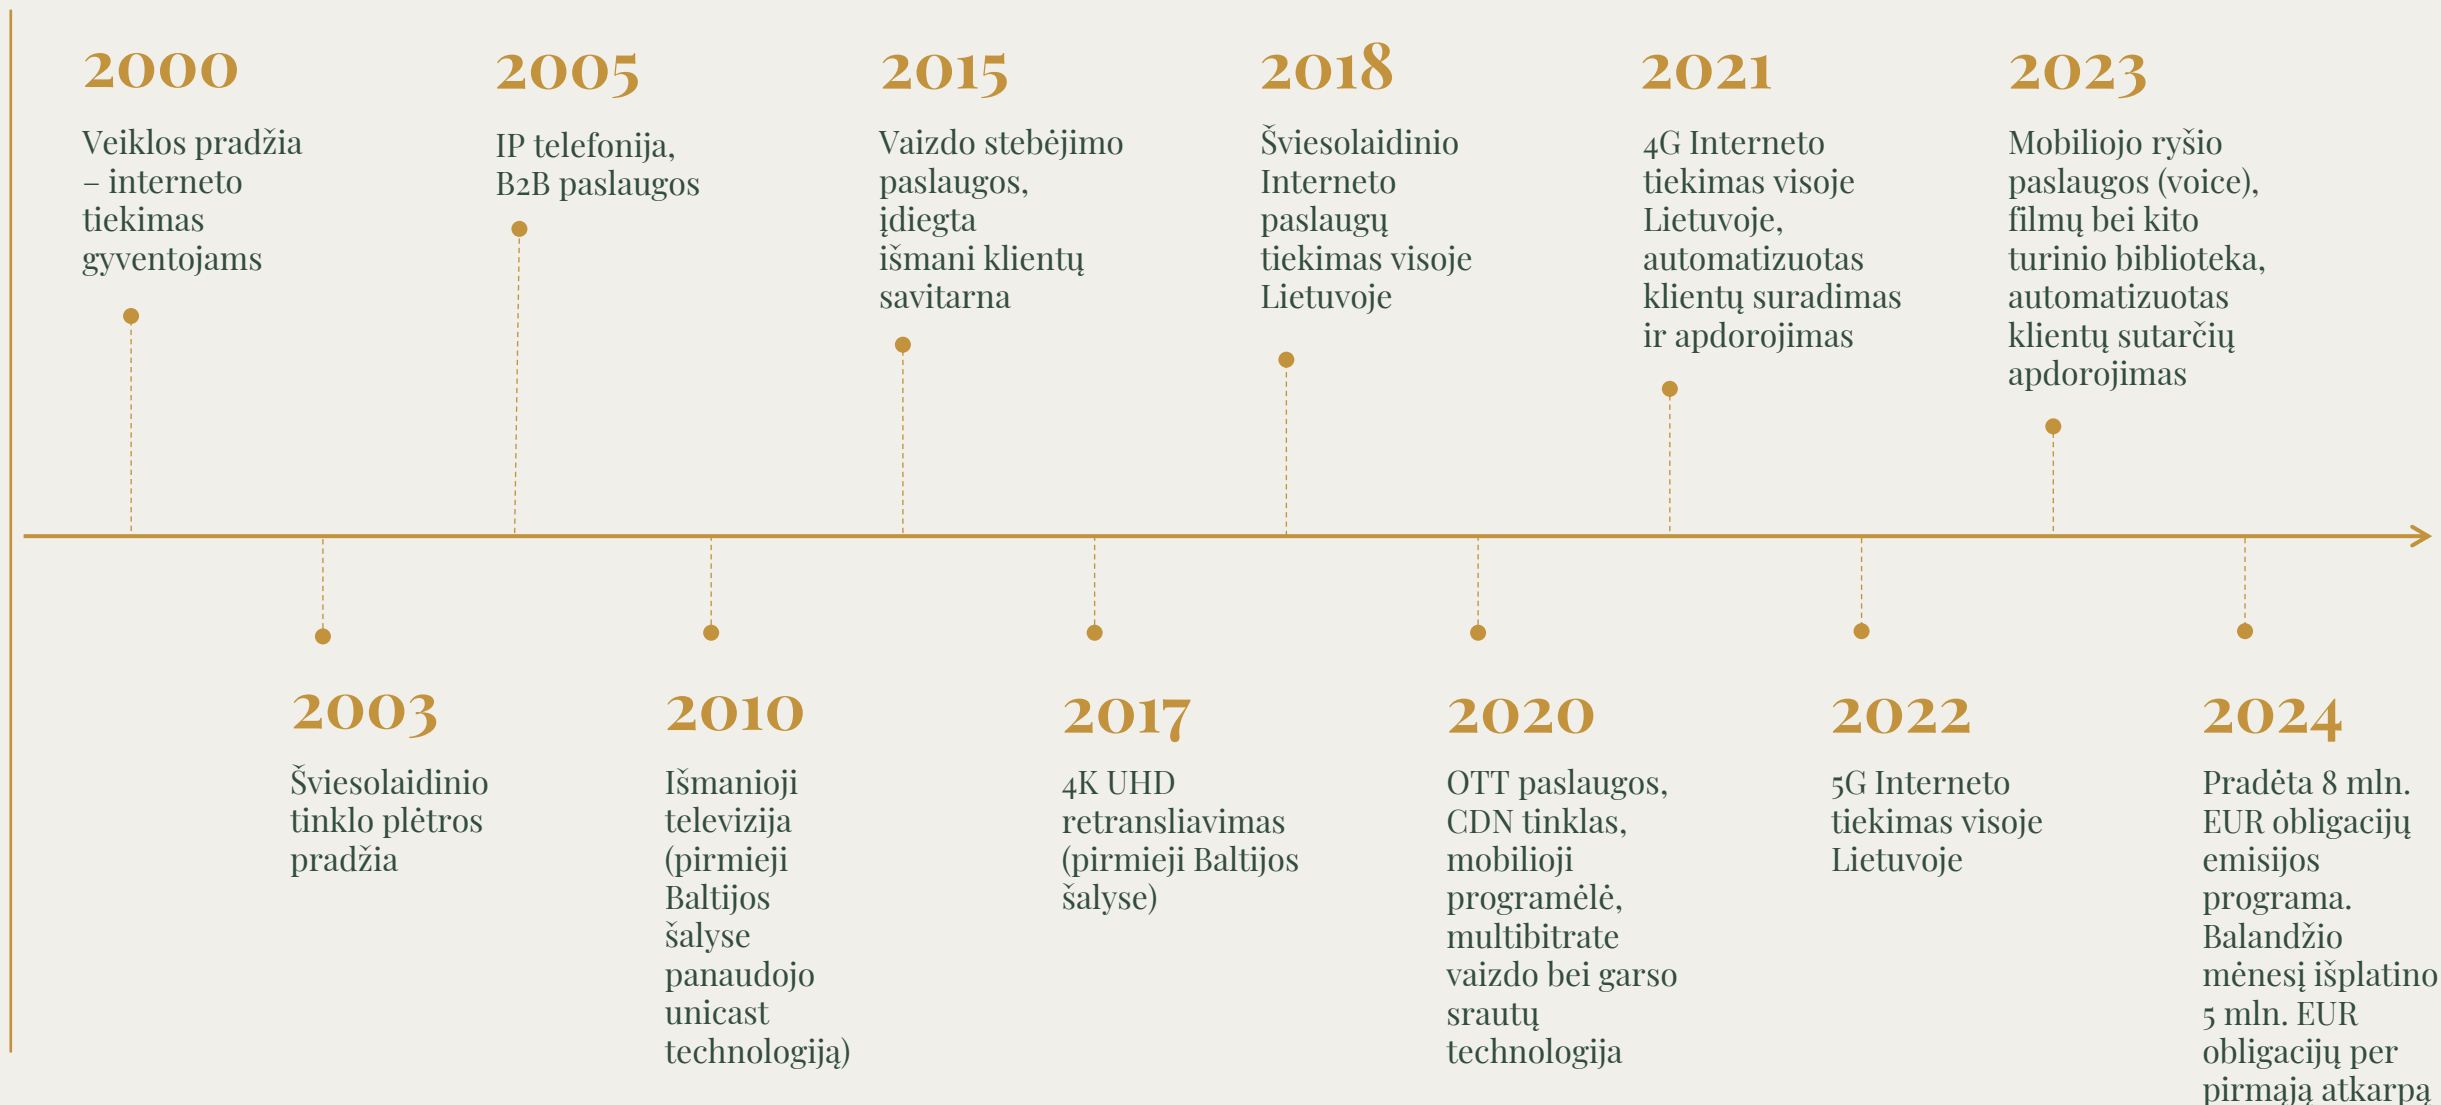 2000
Veiklos pradžia
– interneto
tiekimas
gyventojams
2005
IP telefonija,
B2B paslaugos
2015
Vaizdo stebėjimo
paslaugos,
įdiegta
išmani klientų
savitarna
2018
Šviesolaidinio
Interneto
paslaugų
tiekimas visoje
Lietuvoje
2021
4G Interneto
tiekimas visoje
Lietuvoje,
automatizuotas
klientų suradimas
ir apdorojimas
2023
Mobiliojo ryšio
paslaugos (voice),
filmų bei kito
turinio biblioteka,
automatizuotas
klientų sutarčių
apdorojimas
2003
Šviesolaidinio
tinklo plėtros
pradžia
2010
Išmanioji
televizija
(pirmieji
Baltijos
šalyse
panaudojo
unicast
technologiją)
2017
4K UHD
retransliavimas
(pirmieji Baltijos
šalyse)
2020
OTT paslaugos,
CDN tinklas,
mobilioji
programėlė,
multibitrate
vaizdo bei garso
srautų
technologija
2022
5G Interneto
tiekimas visoje
Lietuvoje
2024
Pradėta 8 mln.
EUR obligacijų
emisijos
programa.
Balandžio
mėnesį išplatino
5 mln. EUR
obligacijų per
pirmąją atkarpą